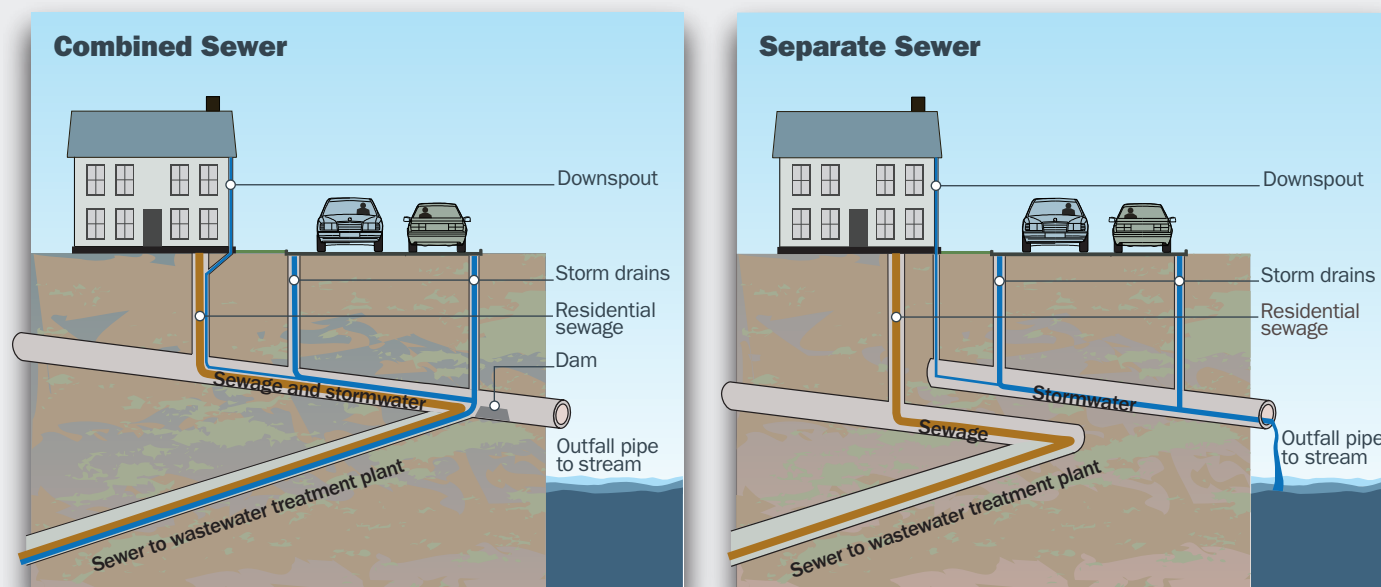 Combined Sewer
Downspout
Storm drains
Residential
sewage
Dam
Sewage and stormwater
Outfall pipe
to stream
Sewer to wastewater treatment plant
Separate Sewer
Downspout
Storm drains
Residential
sewage
Stormwater
Sewage
Outfall pipe
to stream
Sewer to wastewater treatment plant